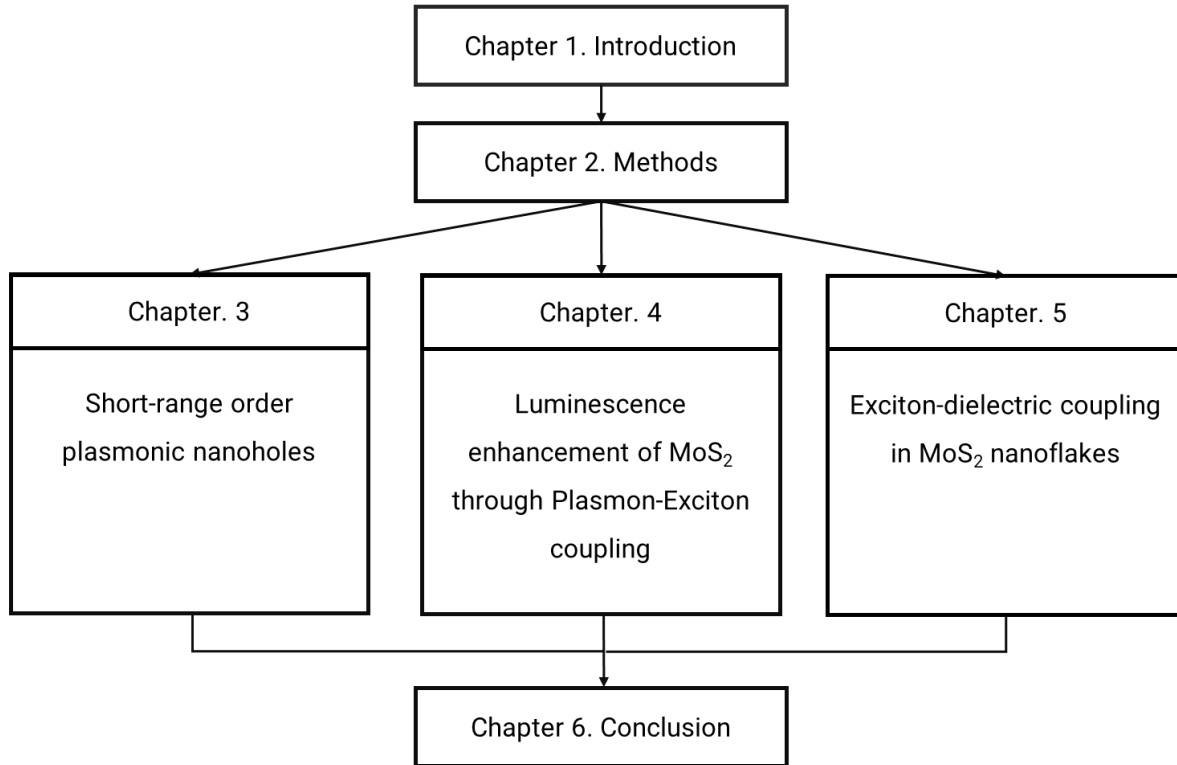 Chapter 1. Introduction
Chapter 2. Methods
Chapter. 3
Short-range order
plasmonic nanoholes
Chapter. 4
Luminescence
enhancement of MoS₂
through Plasmon-Exciton
coupling
Chapter. 5
Exciton-dielectric coupling
in MoS₂ nanoflakes
Chapter 6. Conclusion